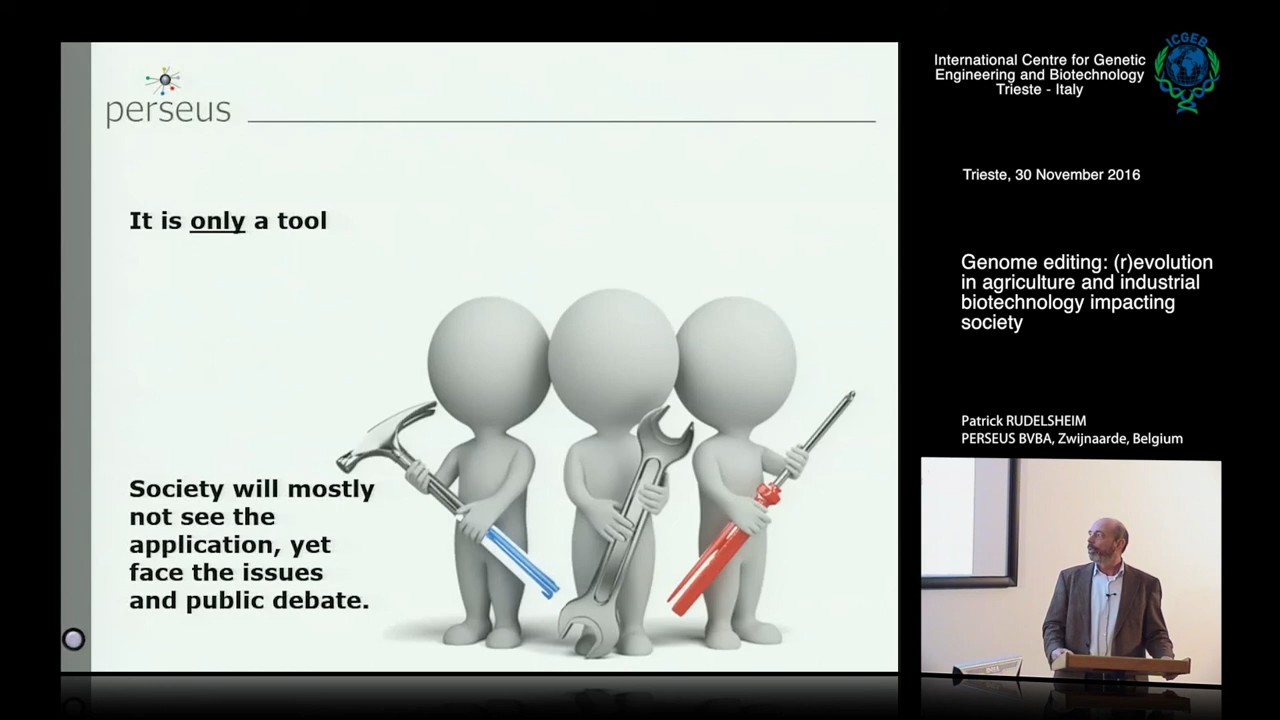 perseus
It is only a tool
Society will mostly
not see the
application, yet
face the issues
and public debate.
International Centre for Genetic
Engineering and Biotechnology
Trieste - Italy
ICGEB
Trieste, 30 November 2016
Genome editing: (r)evolution
in agriculture and industrial
biotechnology impacting
society
Patrick RUDELSHEIM
PERSEUS BVBA, Zwijnaarde, Belgium